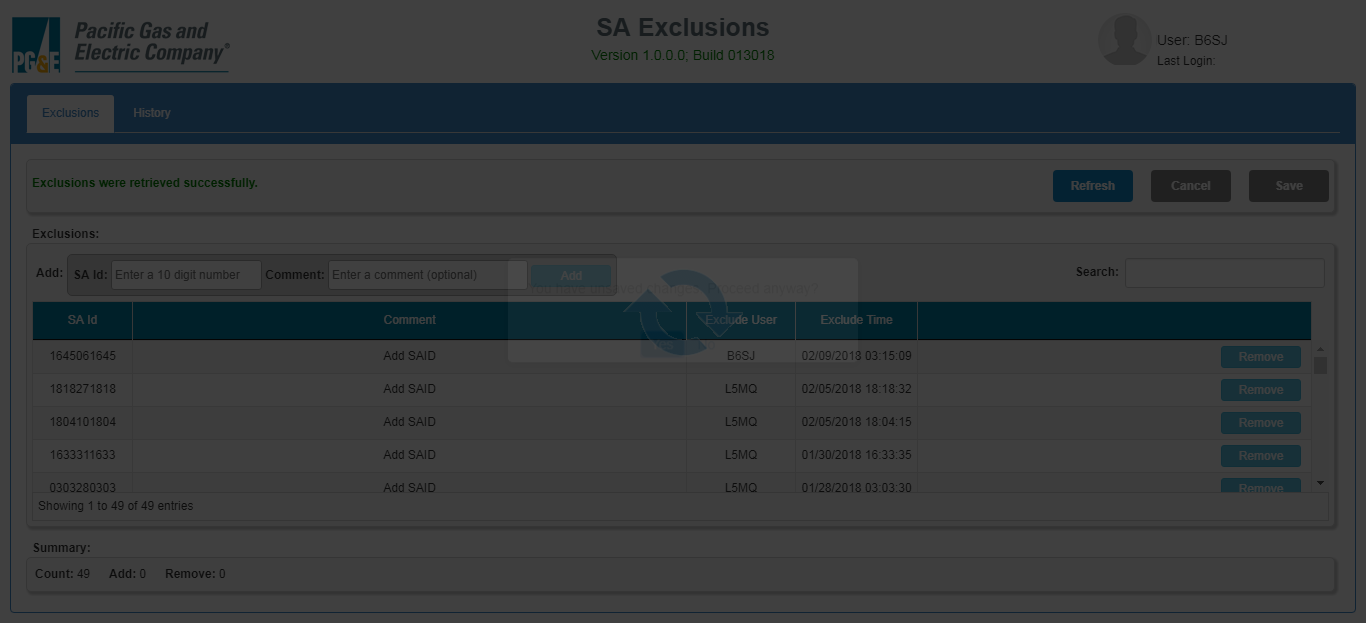 Pacific Gas and
Electric Company®
PG&E
SA Exclusions
Version 1.0.0.0; Build 013018
User: B6SJ
Last Login:
Exclusions
History
Exclusions were retrieved successfully.
Refresh
Cancel
Save
Exclusions:
Add:
SA Id:
Enter a 10 digit number
Comment:
Enter a comment (optional)
Add
Search:
You have unsaved changes. Proceed anyway?
SA Id
Comment
Exclude User
Exclude Time
1645061645 Add SAID B6SJ 02/09/2018 03:15:09 Remove
1818271818 Add SAID L5MQ 02/05/2018 18:18:32 Remove
1804101804 Add SAID L5MQ 02/05/2018 18:04:15 Remove
1633311633 Add SAID L5MQ 01/30/2018 16:33:35 Remove
0303280303 Add SAID L5MQ 01/28/2018 03:03:30 Remove
Showing 1 to 49 of 49 entries
Summary:
Count: 49 Add: 0 Remove: 0